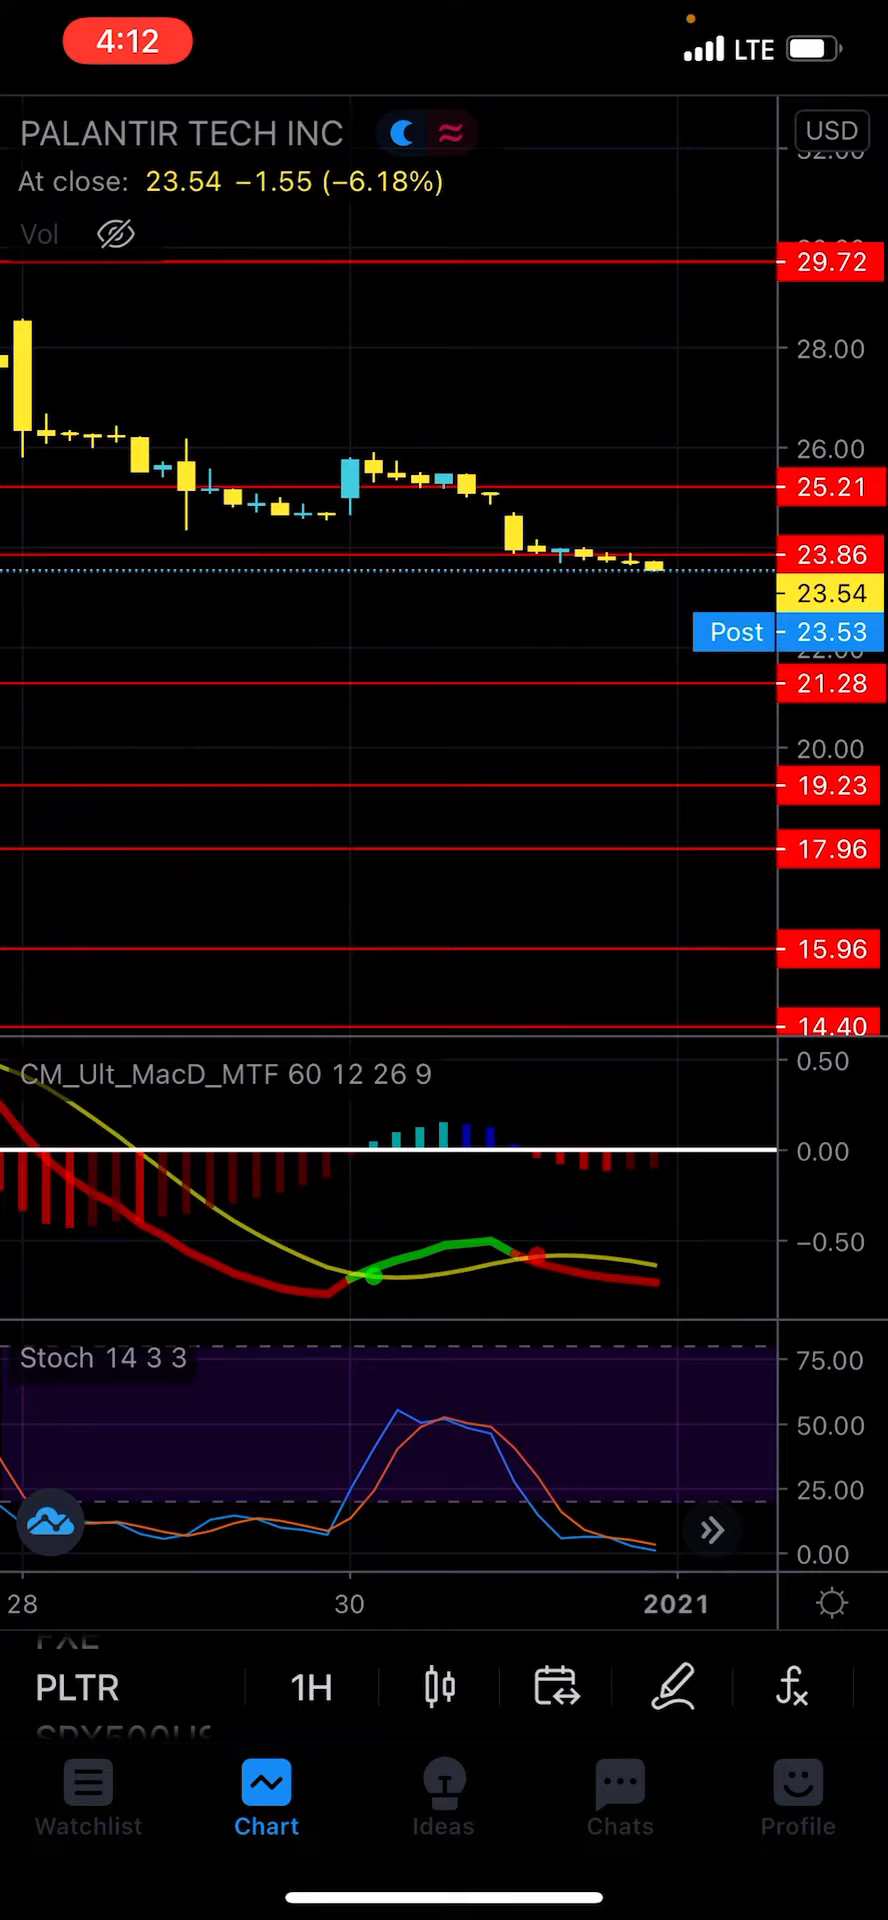 4:12
LTE
PALANTIR TECH INC
USD
At close: 23.54 −1.55 (−6.18%)
Vol
29.72
28.00
26.00
25.21
23.86
23.54
Post 23.53
21.28
20.00
19.23
17.96
15.96
14.40
CM_Ult_MacD_MTF 60 12 26 9
0.50
0.00
−0.50
Stoch 14 3 3
75.00
50.00
25.00
0.00
28 30 2021
FXE
PLTR 1H
Watchlist Chart Ideas Chats Profile